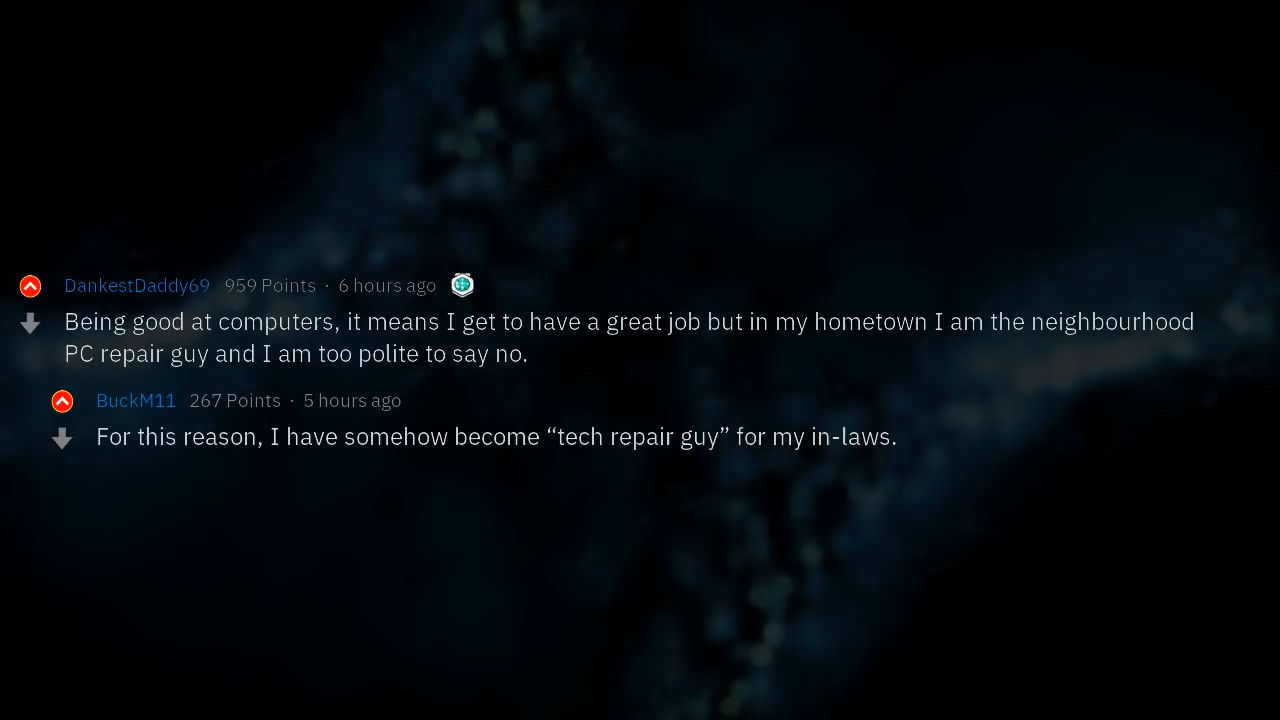 DankestDaddy69 959 Points · 6 hours ago
Being good at computers, it means I get to have a great job but in my hometown I am the neighbourhood
PC repair guy and I am too polite to say no.
BuckM11 267 Points · 5 hours ago
For this reason, I have somehow become “tech repair guy” for my in-laws.